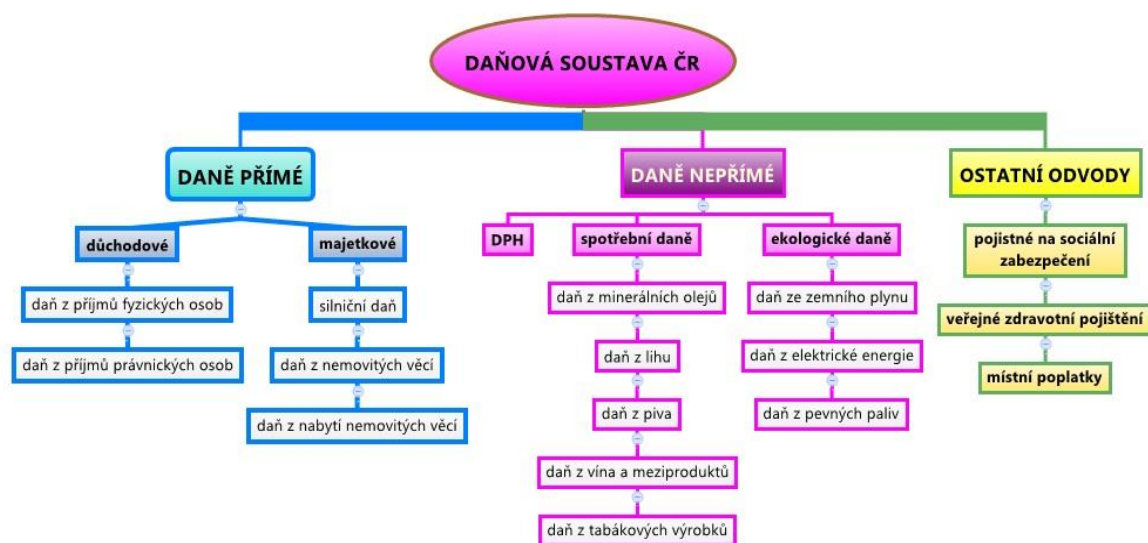 DAŇOVÁ SOUSTAVA ČR
DANĚ PŘÍMÉ
důchodové
daň z příjmu fyzických osob
daň z příjmů právnických osob
majetkové
silniční daň
daň z nemovitých věcí
daň z nabytí nemovitých věcí
DANĚ NEPŘÍMÉ
DPH
spotřební daně
daň z minerálních olejů
daň z lihu
daň z piva
daň z vína a meziproduktů
daň z tabákových výrobků
ekologické daně
daň ze zemního plynu
daň z elektrické energie
daň z pevných paliv
OSTATNÍ ODVODY
pojistné na sociální
zabezpečení
veřejné zdravotní pojištění
místní poplatky